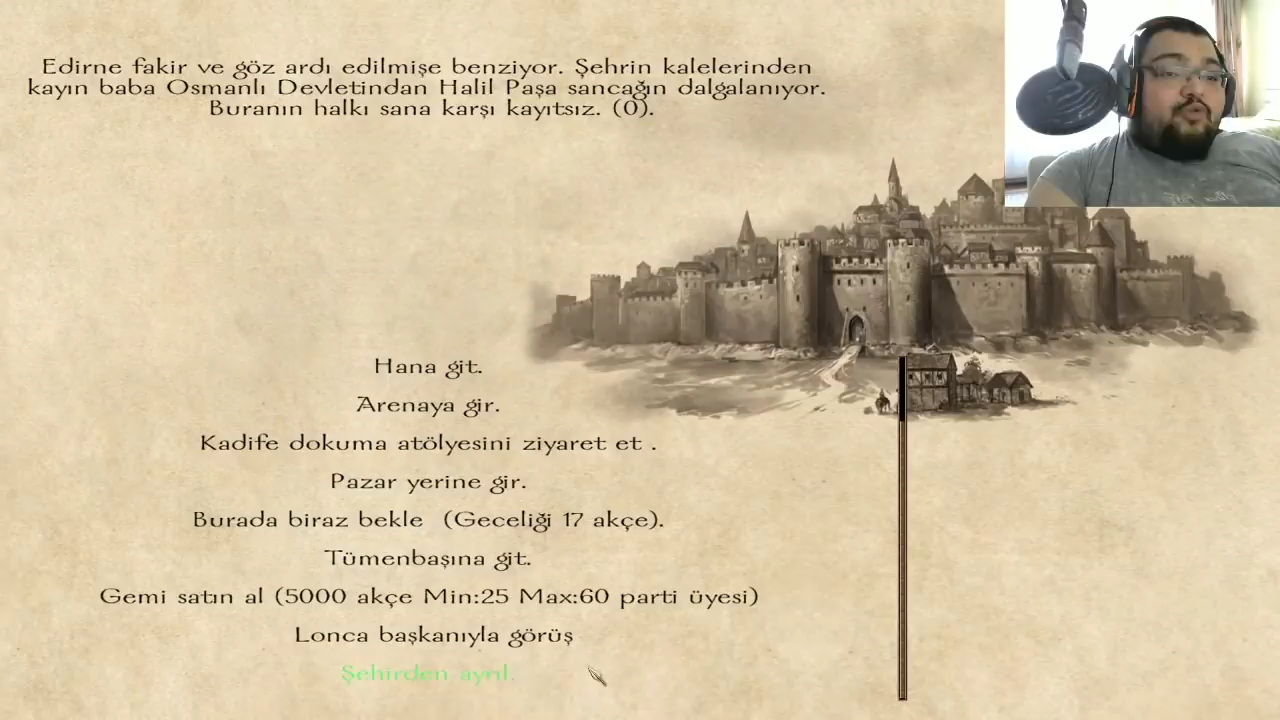 Edirne fakir ve göz ardı edilmişe benziyor. Şehrin kalelerinden
kayın baba Osmanlı Devletindan Halil Paşa sancağın dalgalanıyor.
Buranın halkı sana karşı kayıtsız. (0).
Hana git.
Arenaya gir.
Kadife dokuma atölyesini ziyaret et .
Pazar yerine gir.
Burada biraz bekle (Geceliği 17 akçe).
Tümenbaşına git.
Gemi satın al (5000 akçe Min:25 Max:60 parti üyesi)
Lonca başkanıyla görüş
Şehirden ayrıl.